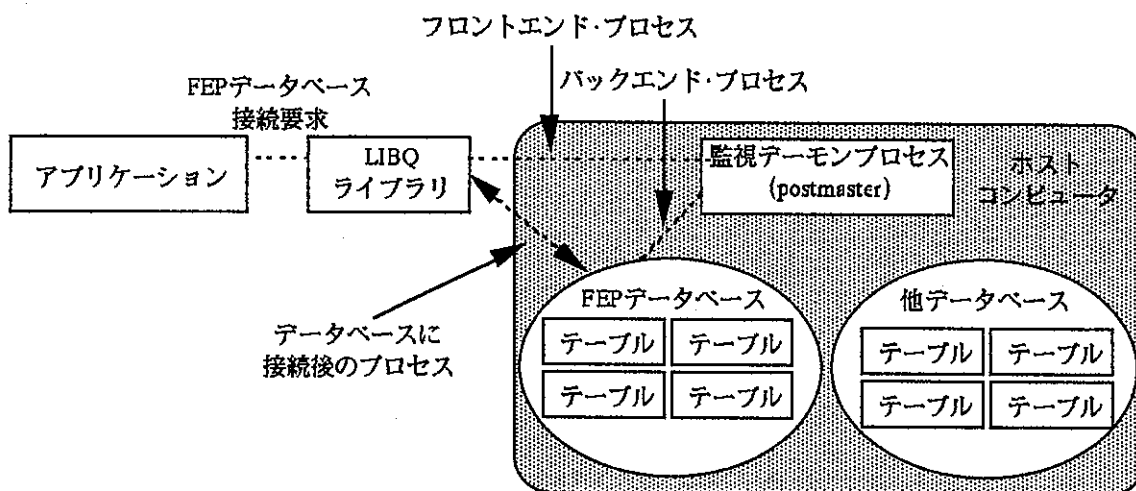 フロントエンド・プロセス
バックエンド・プロセス
FEPデータベース
接続要求
アプリケーション
LIBQ
ライブラリ
監視デーモンプロセス
(postmaster)
ホスト
コンピュータ
データベースに
接続後のプロセス
FEPデータベース
テーブル テーブル
テーブル テーブル
他データベース
テーブル テーブル
テーブル テーブル